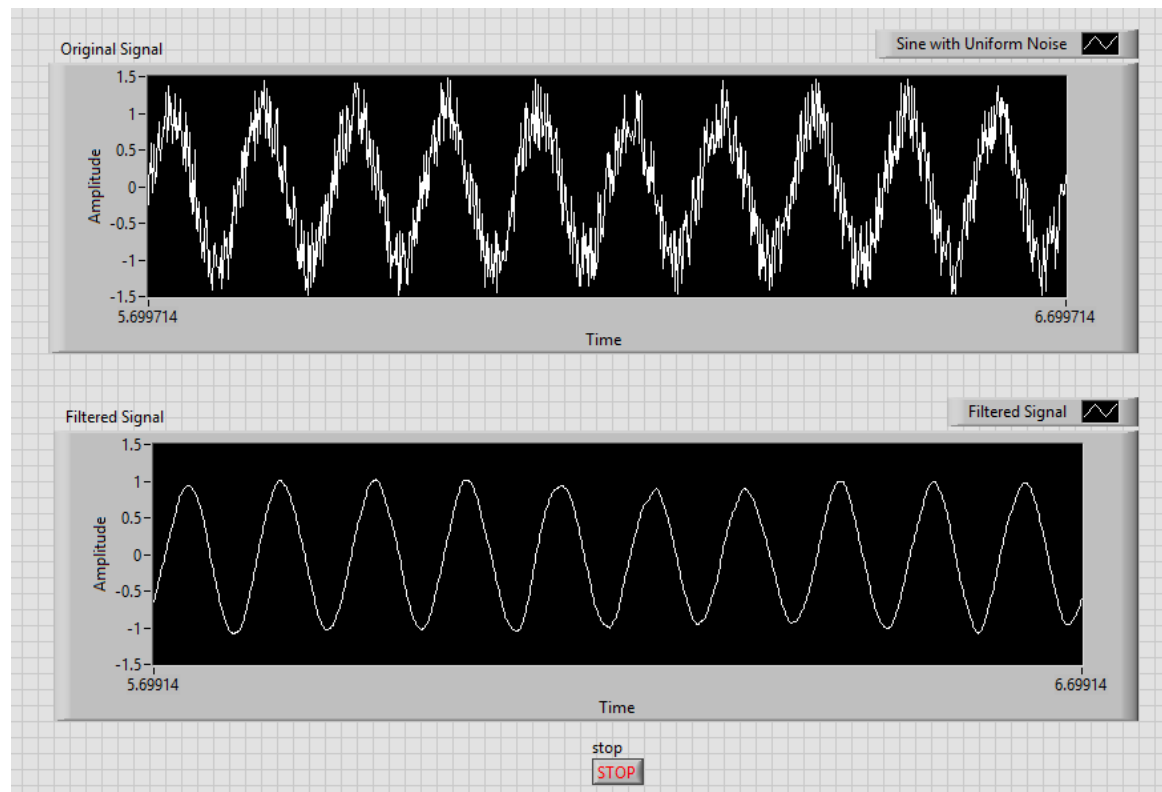 Original Signal
Sine with Uniform Noise
1.5
1
0.5
0
-0.5
-1
-1.5
Amplitude
5.699714
6.699714
Time
Filtered Signal
Filtered Signal
1.5
1
0.5
0
-0.5
-1
-1.5
Amplitude
5.69914
6.69914
Time
stop
STOP